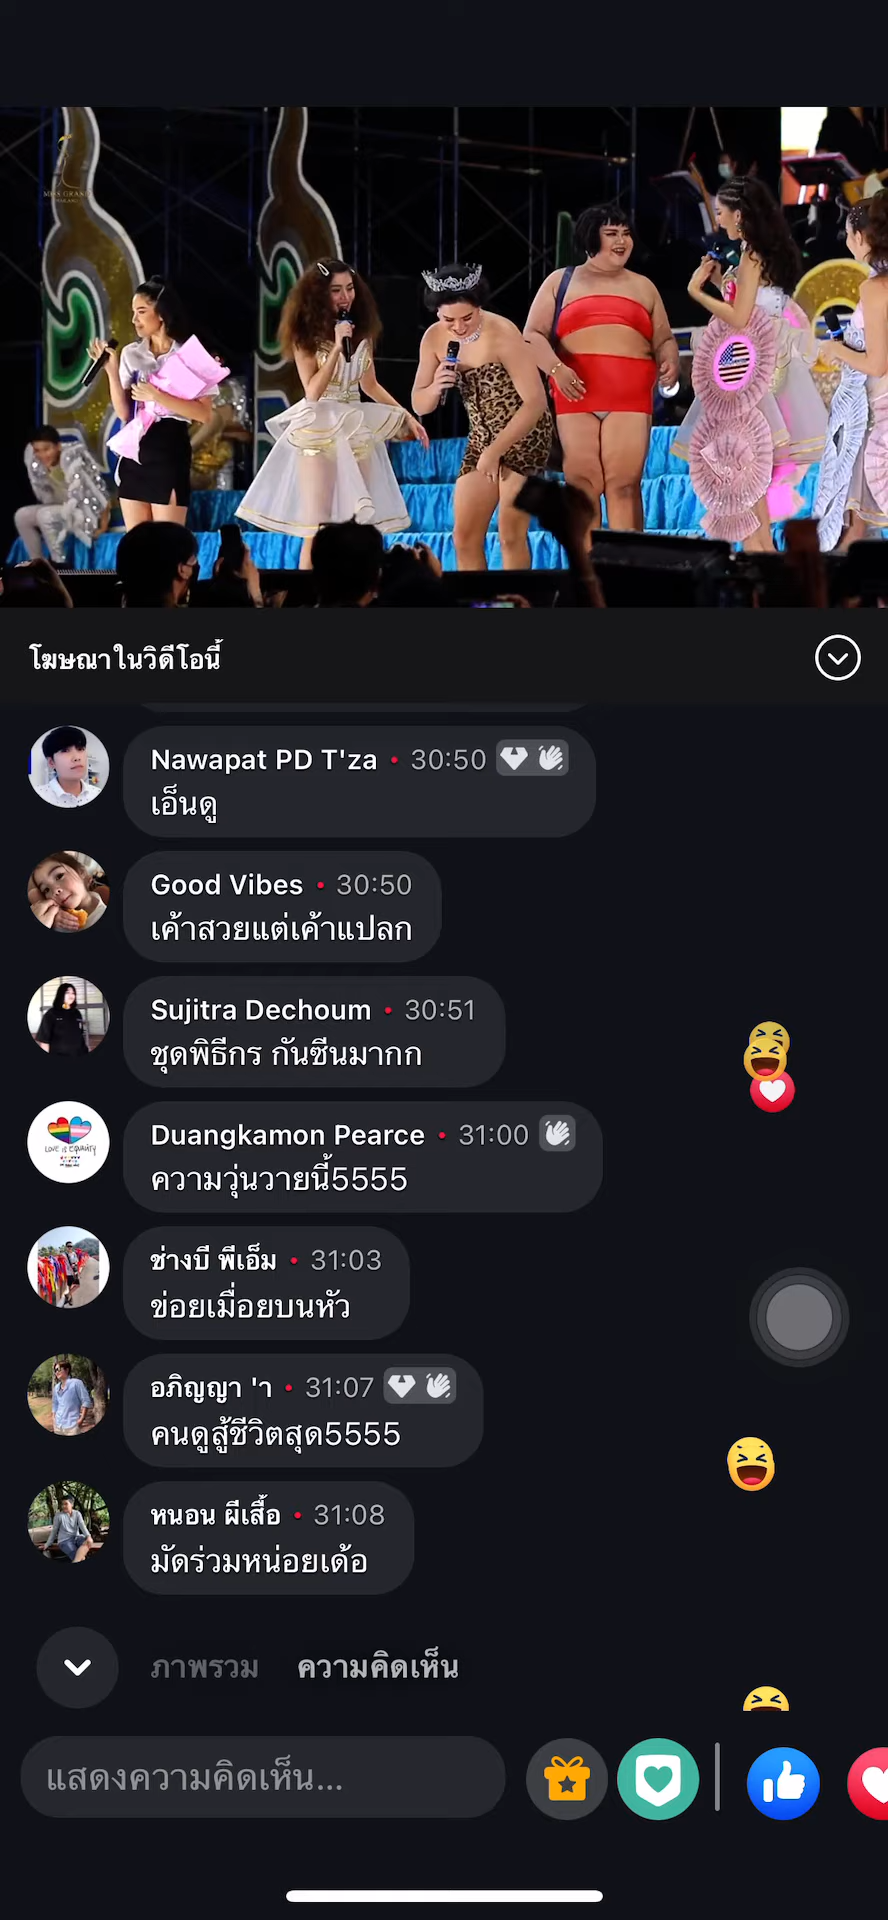 MISS GRAND
โฆษณาในวิดีโอนี้
Nawapat PD T'za • 30:50
เอ็นดู
Good Vibes • 30:50
เค้าสวยแต่เค้าแปลก
Sujitra Dechoum • 30:51
ชุดพิธีกร กันซีนมากก
LOVE IS EQUALITY
Duangkamon Pearce • 31:00
ความวุ่นวายนี้5555
ช่างบี พีเอ็ม • 31:03
ข่อยเมื่อยบนหัว
อภิญญา 'า • 31:07
คนดูสู้ชีวิตสุด5555
หนอน ผีเสื้อ • 31:08
มัดร่วมหน่อยเด้อ
ภาพรวม ความคิดเห็น
แสดงความคิดเห็น...